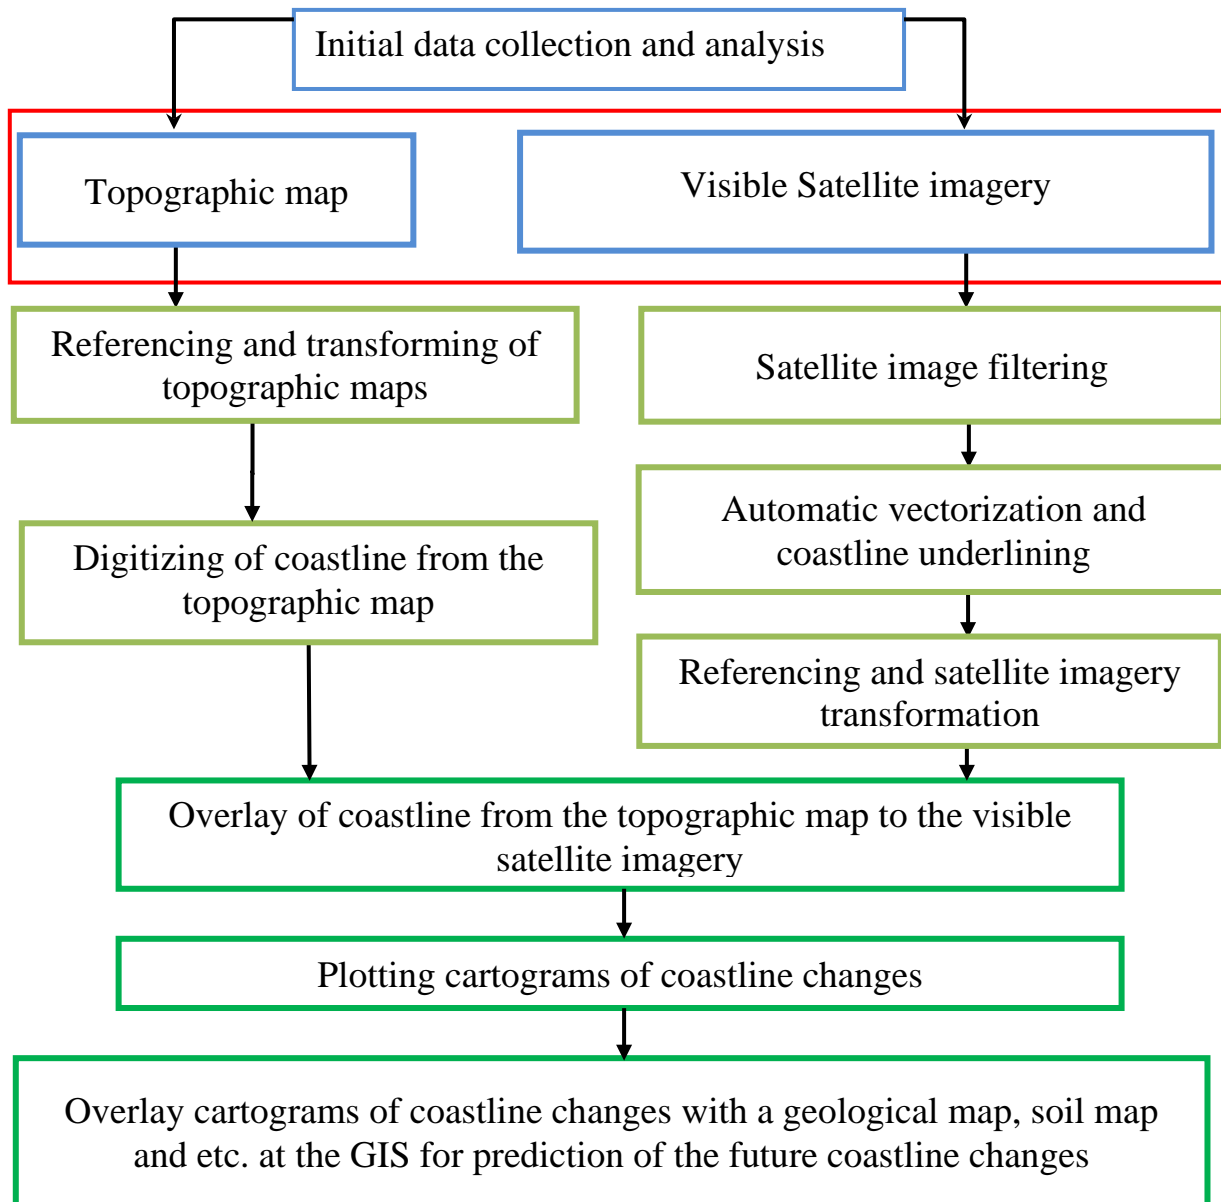 Initial data collection and analysis
Topographic map
Visible Satellite imagery
Referencing and transforming of
topographic maps
Satellite image filtering
Digitizing of coastline from the
topographic map
Automatic vectorization and
coastline underlining
Referencing and satellite imagery
transformation
Overlay of coastline from the topographic map to the visible
satellite imagery
Plotting cartograms of coastline changes
Overlay cartograms of coastline changes with a geological map, soil map
and etc. at the GIS for prediction of the future coastline changes